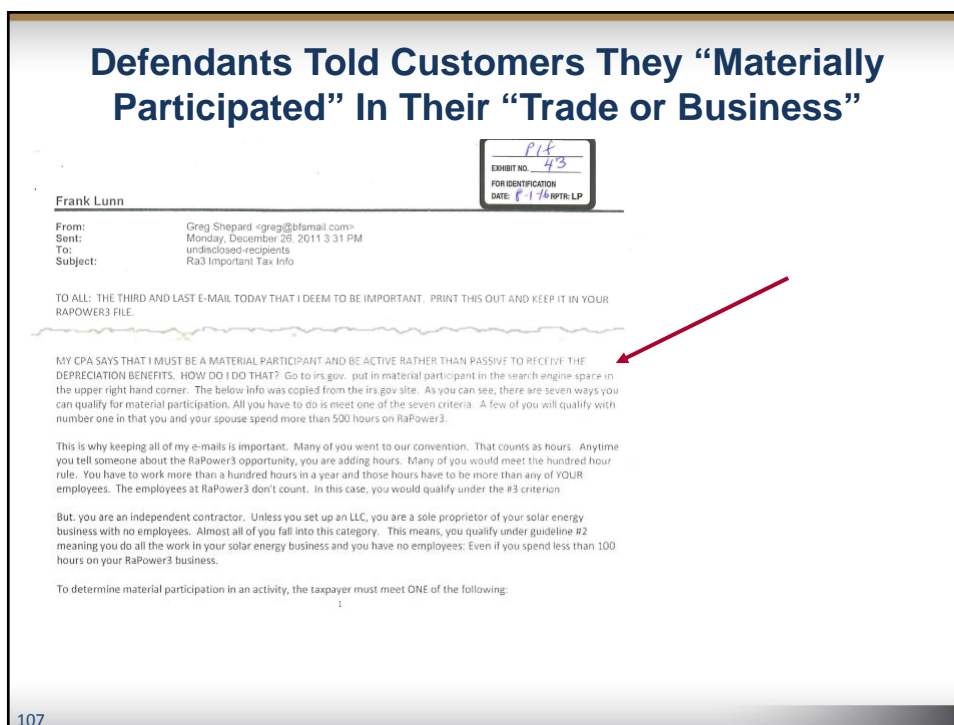 Defendants Told Customers They “Materially
Participated” In Their “Trade or Business”
Plf
EXHIBIT NO. 43
FOR IDENTIFICATION
DATE: 8-1-16 RPTR: LP
Frank Lunn
From: Greg Shepard <greg@bfsmail.com>
Sent: Monday, December 26, 2011 3:31 PM
To: undisclosed-recipients
Subject: Ra3 Important Tax Info
TO ALL: THE THIRD AND LAST E-MAIL TODAY THAT I DEEM TO BE IMPORTANT. PRINT THIS OUT AND KEEP IT IN YOUR
RAPOWER3 FILE.
MY CPA SAYS THAT I MUST BE A MATERIAL PARTICIPANT AND BE ACTIVE RATHER THAN PASSIVE TO RECEIVE THE
DEPRECIATION BENEFITS. HOW DO I DO THAT? Go to irs.gov. put in material participant in the search engine space in
the upper right hand corner. The below info was copied from the irs.gov site. As you can see, there are seven ways you
can qualify for material participation. All you have to do is meet one of the seven criteria. A few of you will qualify with
number one in that you and your spouse spend more than 500 hours on RaPower3.
This is why keeping all of my e-mails is important. Many of you went to our convention. That counts as hours. Anytime
you tell someone about the RaPower3 opportunity, you are adding hours. Many of you would meet the hundred hour
rule. You have to work more than a hundred hours in a year and those hours have to be more than any of YOUR
employees. The employees at RaPower3 don't count. In this case, you would qualify under the #3 criterion
But. you are an independent contractor. Unless you set up an LLC, you are a sole proprietor of your solar energy
business with no employees. Almost all of you fall into this category. This means, you qualify under guideline #2
meaning you do all the work in your solar energy business and you have no employees: Even if you spend less than 100
hours on your RaPower3 business.
To determine material participation in an activity, the taxpayer must meet ONE of the following:
1
107